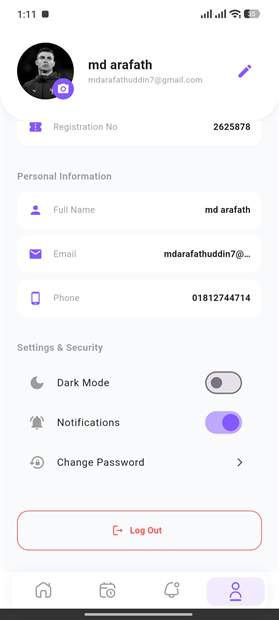 1:11
md arafath
mdarafathuddin7@gmail.com
Registration No
2625878
Personal Information
Full Name
md arafath
Email
mdarafathuddin7@...
Phone
01812744714
Settings & Security
Dark Mode
Notifications
Change Password
Log Out